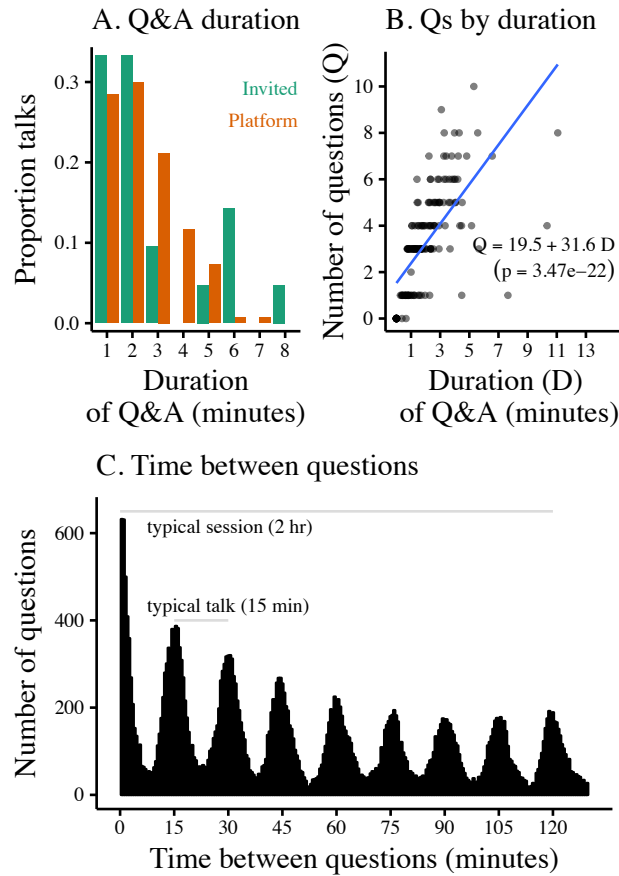 A. Q&A duration
Proportion talks
0.3
0.2
0.1
0.0
Invited
Platform
1 2 3 4 5 6 7 8
Duration
of Q&A (minutes)
B. Qs by duration
Number of questions (Q)
10
8
6
4
2
0
Q = 19.5 + 31.6 D
(p = 3.47e−22)
1 3 5 7 9 11 13
Duration (D)
of Q&A (minutes)
C. Time between questions
Number of questions
600
400
200
0
typical session (2 hr)
typical talk (15 min)
0 15 30 45 60 75 90 105 120
Time between questions (minutes)